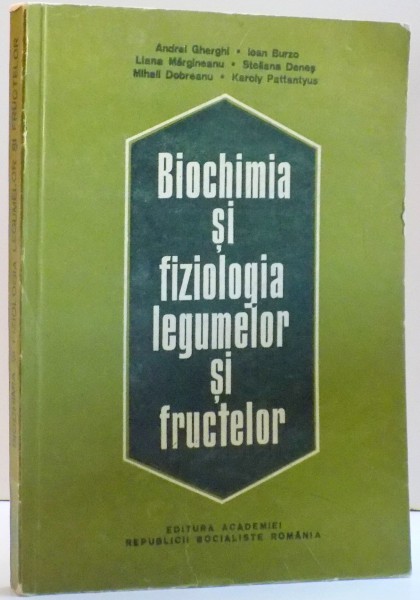 Andrei Gherghi • Ioan Burzo
Liana Mărgineanu • Steliana Deneș
Mihail Dobreanu • Karoly Pattantyus
Biochimia
și
fiziologia
legumelor
și
fructelor
EDITURA ACADEMIEI
REPUBLICII SOCIALISTE ROMÂNIA